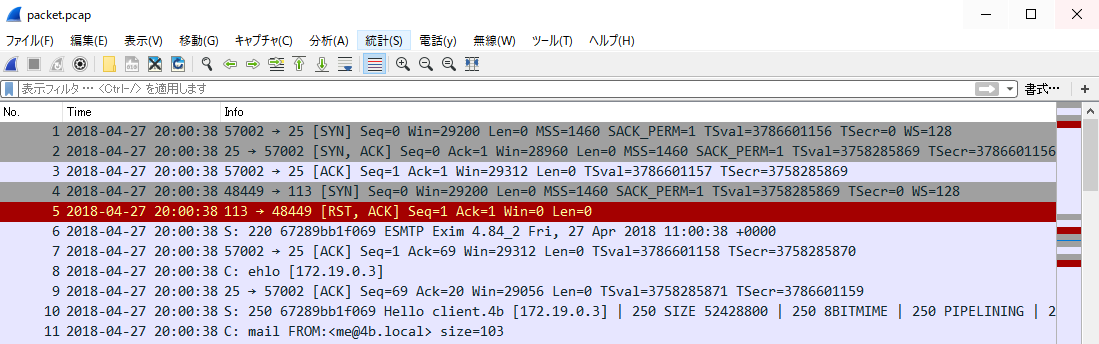 packet.pcap
ファイル(F) 編集(E) 表示(V) 移動(G) キャプチャ(C) 分析(A) 統計(S) 電話(y) 無線(W) ツール(T) ヘルプ(H)
表示フィルタ … <Ctrl-/> を適用します 書式… +
No. Time Info
1 2018-04-27 20:00:38 57002 → 25 [SYN] Seq=0 Win=29200 Len=0 MSS=1460 SACK_PERM=1 TSval=3786601156 TSecr=0 WS=128
2 2018-04-27 20:00:38 25 → 57002 [SYN, ACK] Seq=0 Ack=1 Win=28960 Len=0 MSS=1460 SACK_PERM=1 TSval=3758285869 TSecr=3786601156
3 2018-04-27 20:00:38 57002 → 25 [ACK] Seq=1 Ack=1 Win=29312 Len=0 TSval=3786601157 TSecr=3758285869
4 2018-04-27 20:00:38 48449 → 113 [SYN] Seq=0 Win=29200 Len=0 MSS=1460 SACK_PERM=1 TSval=3758285869 TSecr=0 WS=128
5 2018-04-27 20:00:38 113 → 48449 [RST, ACK] Seq=1 Ack=1 Win=0 Len=0
6 2018-04-27 20:00:38 S: 220 67289bb1f069 ESMTP Exim 4.84_2 Fri, 27 Apr 2018 11:00:38 +0000
7 2018-04-27 20:00:38 57002 → 25 [ACK] Seq=1 Ack=69 Win=29312 Len=0 TSval=3786601158 TSecr=3758285870
8 2018-04-27 20:00:38 C: ehlo [172.19.0.3]
9 2018-04-27 20:00:38 25 → 57002 [ACK] Seq=69 Ack=20 Win=29056 Len=0 TSval=3758285871 TSecr=3786601159
10 2018-04-27 20:00:38 S: 250 67289bb1f069 Hello client.4b [172.19.0.3] | 250 SIZE 52428800 | 250 8BITMIME | 250 PIPELINING | 2
11 2018-04-27 20:00:38 C: mail FROM:<me@4b.local> size=103